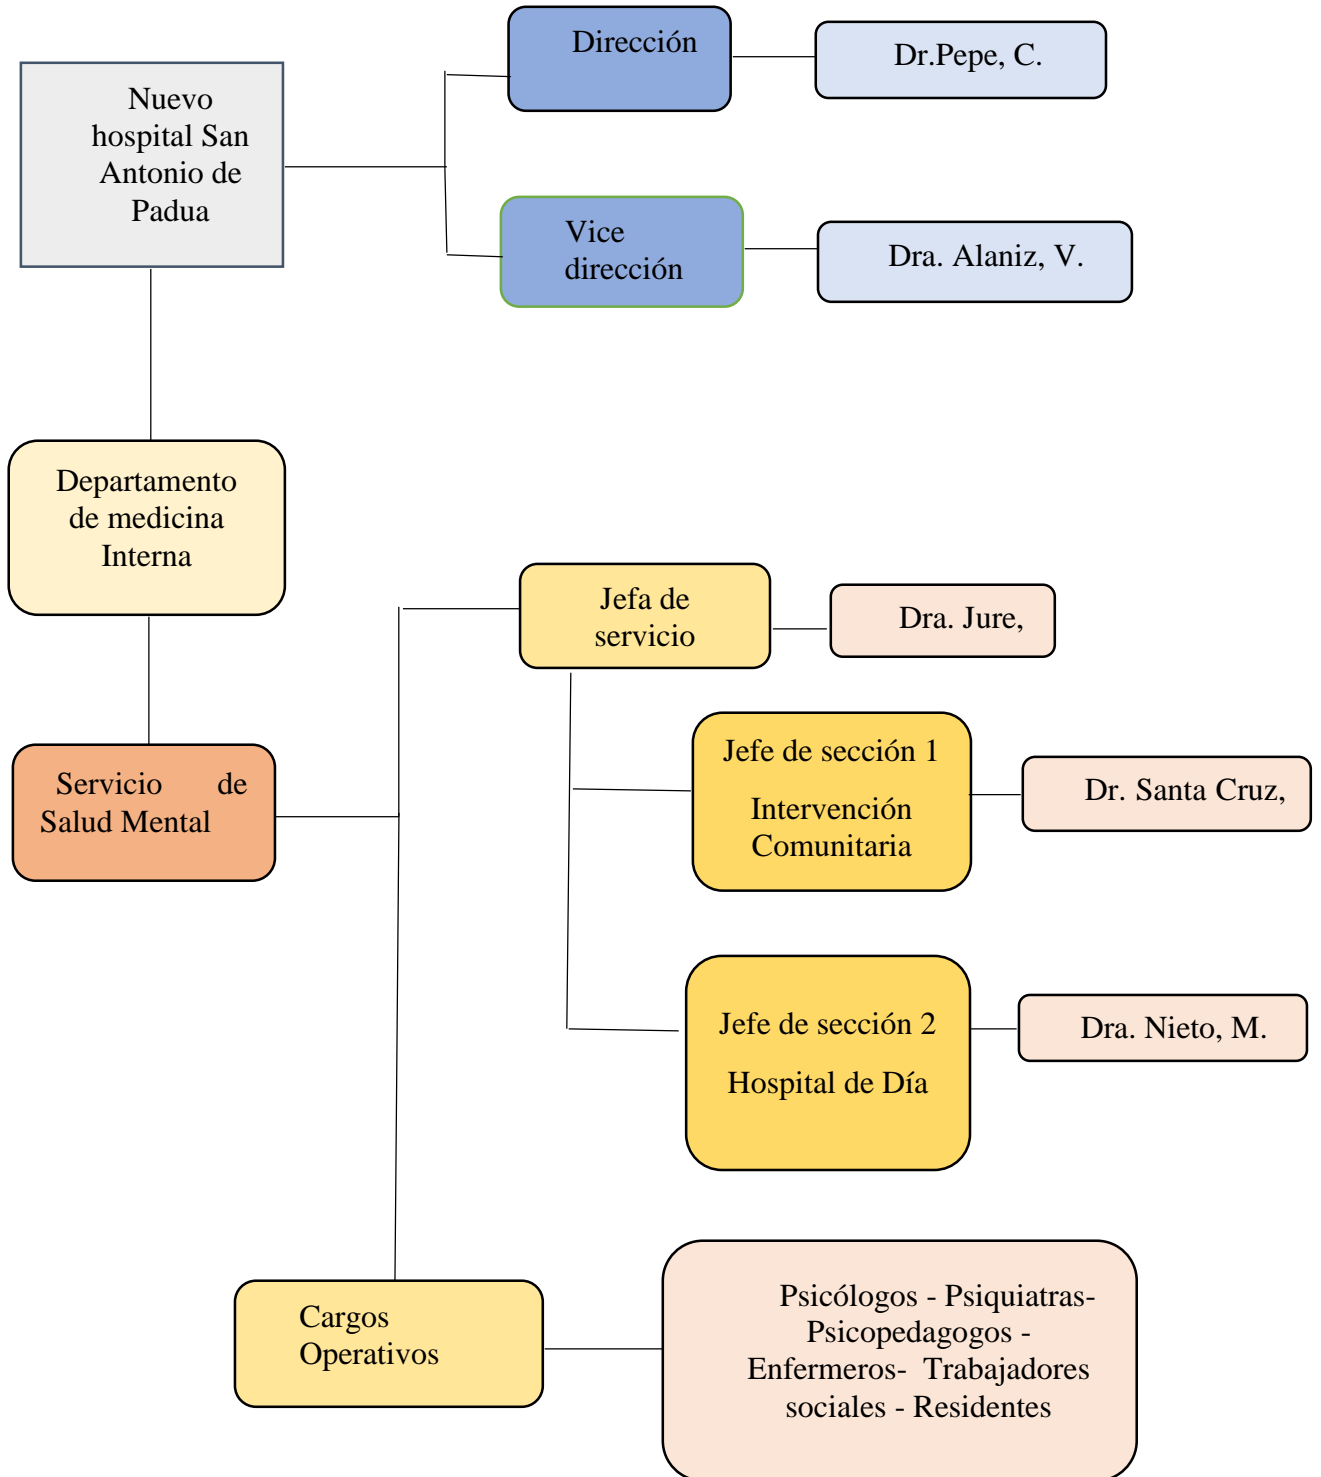 Dirección
Dr.Pepe, C.
Nuevo
hospital San
Antonio de
Padua
Vice
dirección
Dra. Alaniz, V.
Departamento
de medicina
Interna
Jefa de
servicio
Dra. Jure,
Jefe de sección 1
Intervención
Comunitaria
Dr. Santa Cruz,
Servicio de
Salud Mental
Jefe de sección 2
Hospital de Día
Dra. Nieto, M.
Cargos
Operativos
Psicólogos - Psiquiatras-
Psicopedagogos -
Enfermeros- Trabajadores
sociales - Residentes